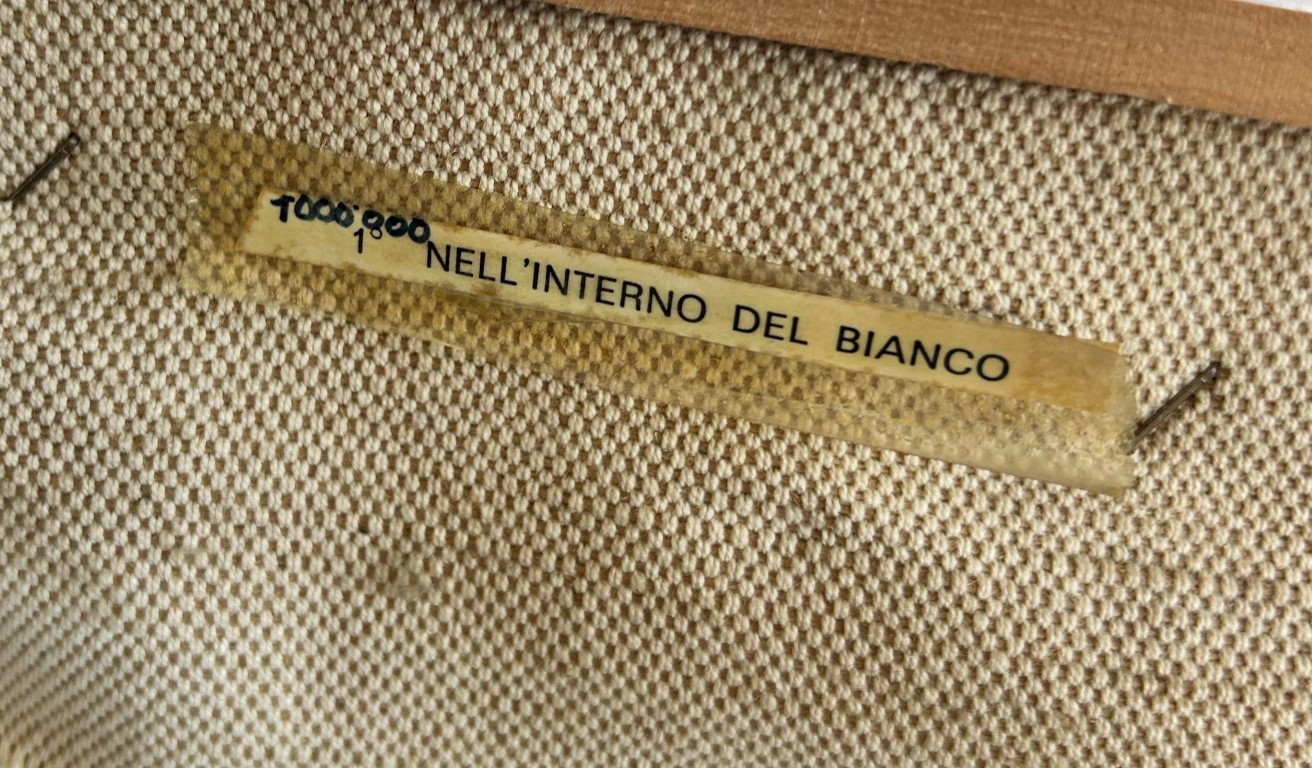 1000.000
1° NELL'INTERNO DEL BIANCO